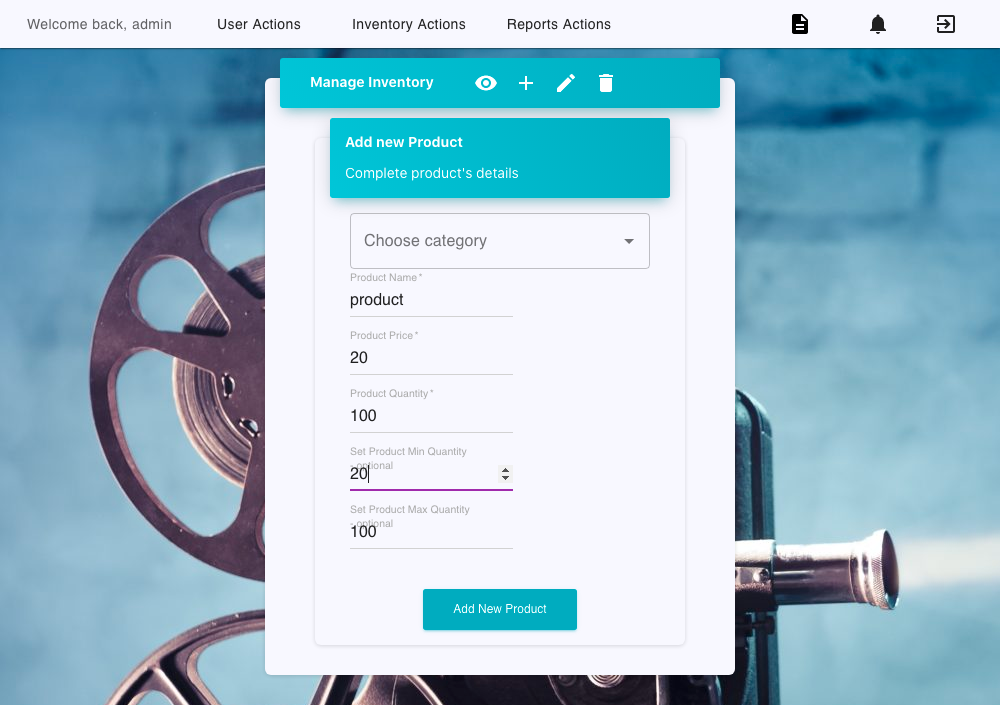 Welcome back, admin
User Actions
Inventory Actions
Reports Actions
Manage Inventory
Add new Product
Complete product's details
Choose category
Product Name *
product
Product Price *
20
Product Quantity *
100
Set Product Min Quantity
- optional
20
Set Product Max Quantity
- optional
100
Add New Product